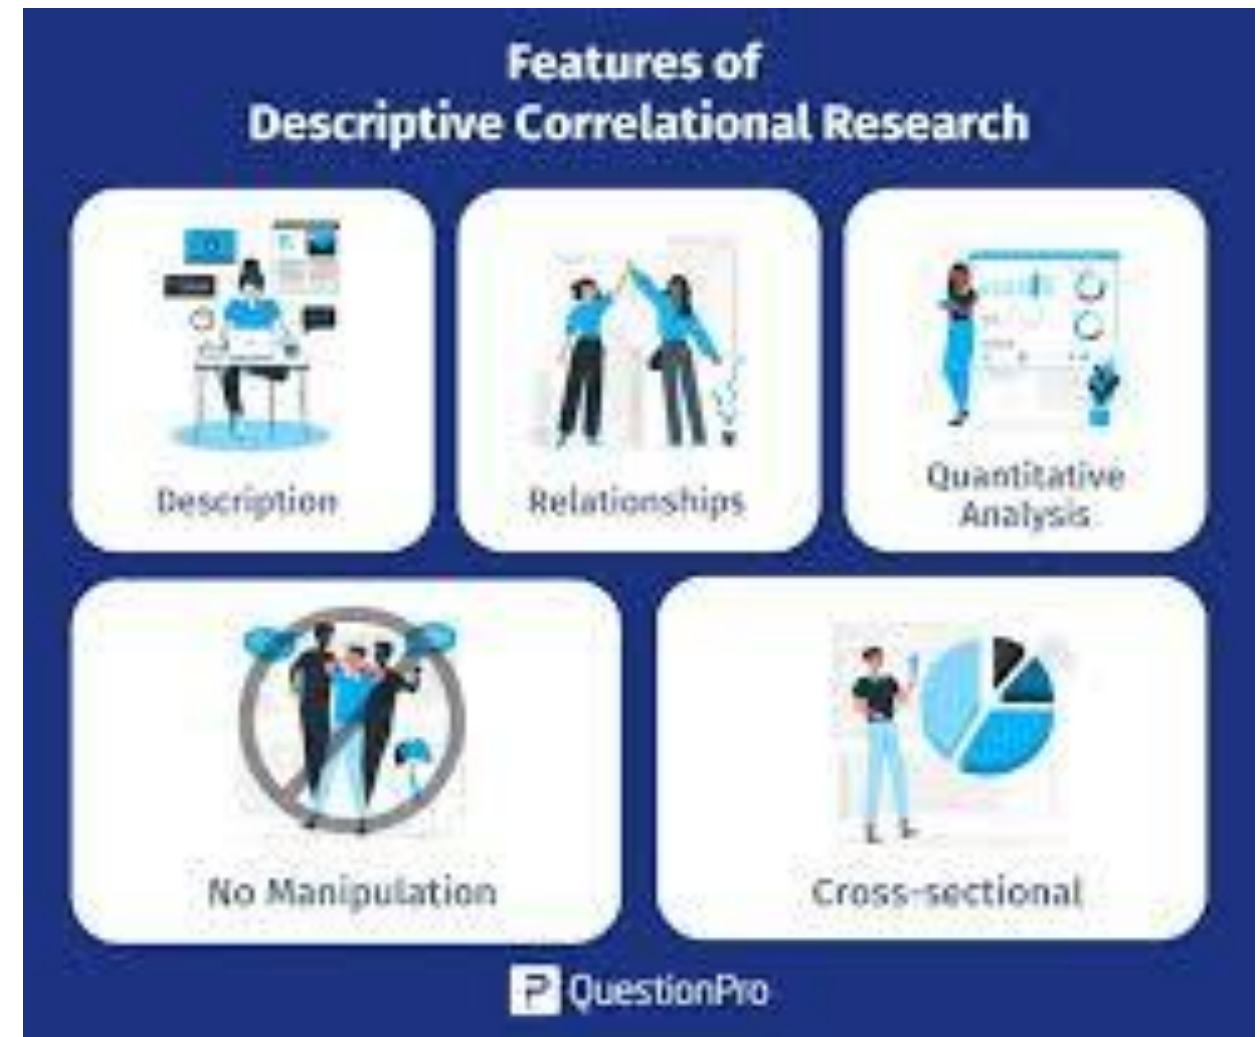 Features of
Descriptive Correlational Research
Description
Relationships
Quantitative
Analysis
No Manipulation
Cross-sectional
QuestionPro